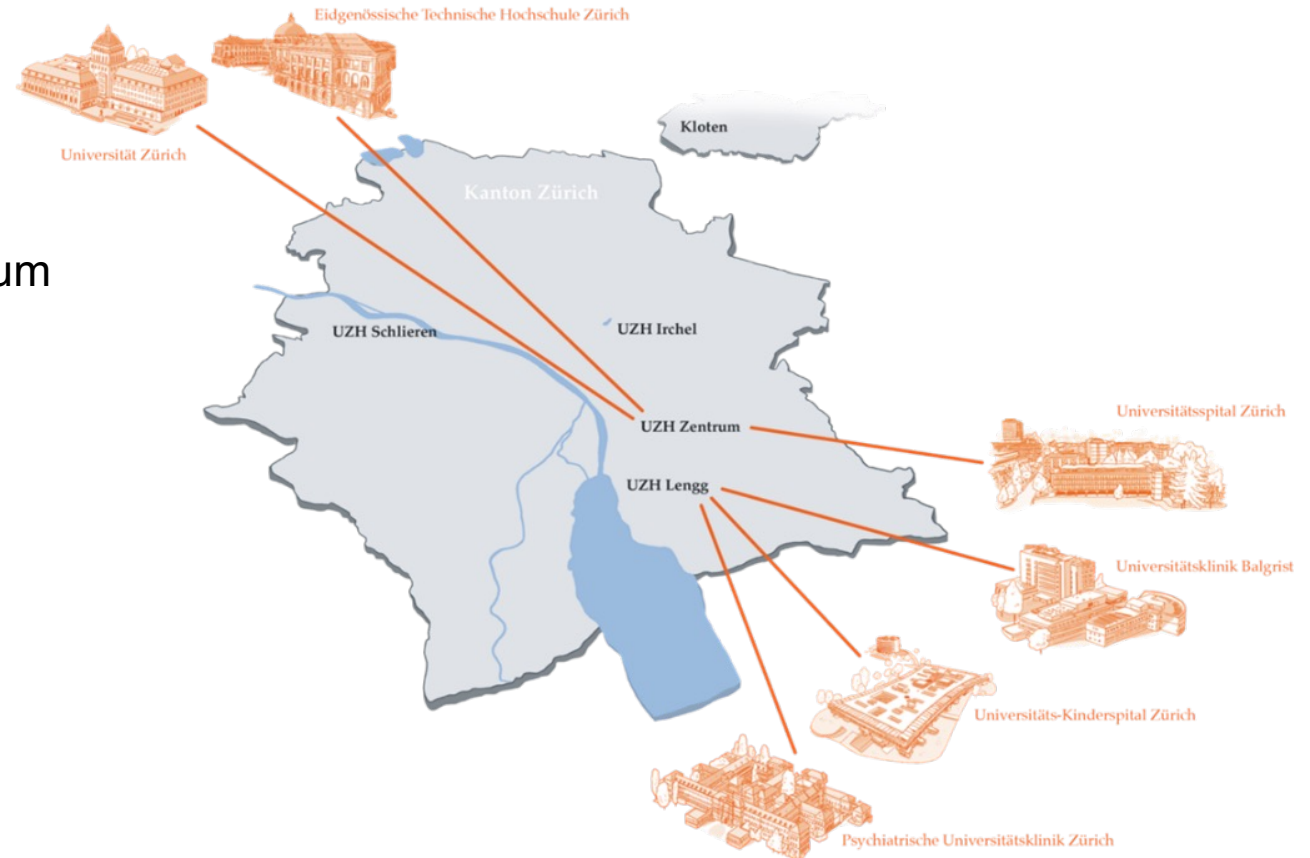 Eidgenössische Technische Hochschule Zürich
Universität Zürich
Kloten
Kanton Zürich
um
UZH Schlieren
UZH Irchel
Universitätsspital Zürich
UZH Zentrum
UZH Lengg
Universitätsklinik Balgrist
Universitäts-Kinderspital Zürich
Psychiatrische Universitätsklinik Zürich